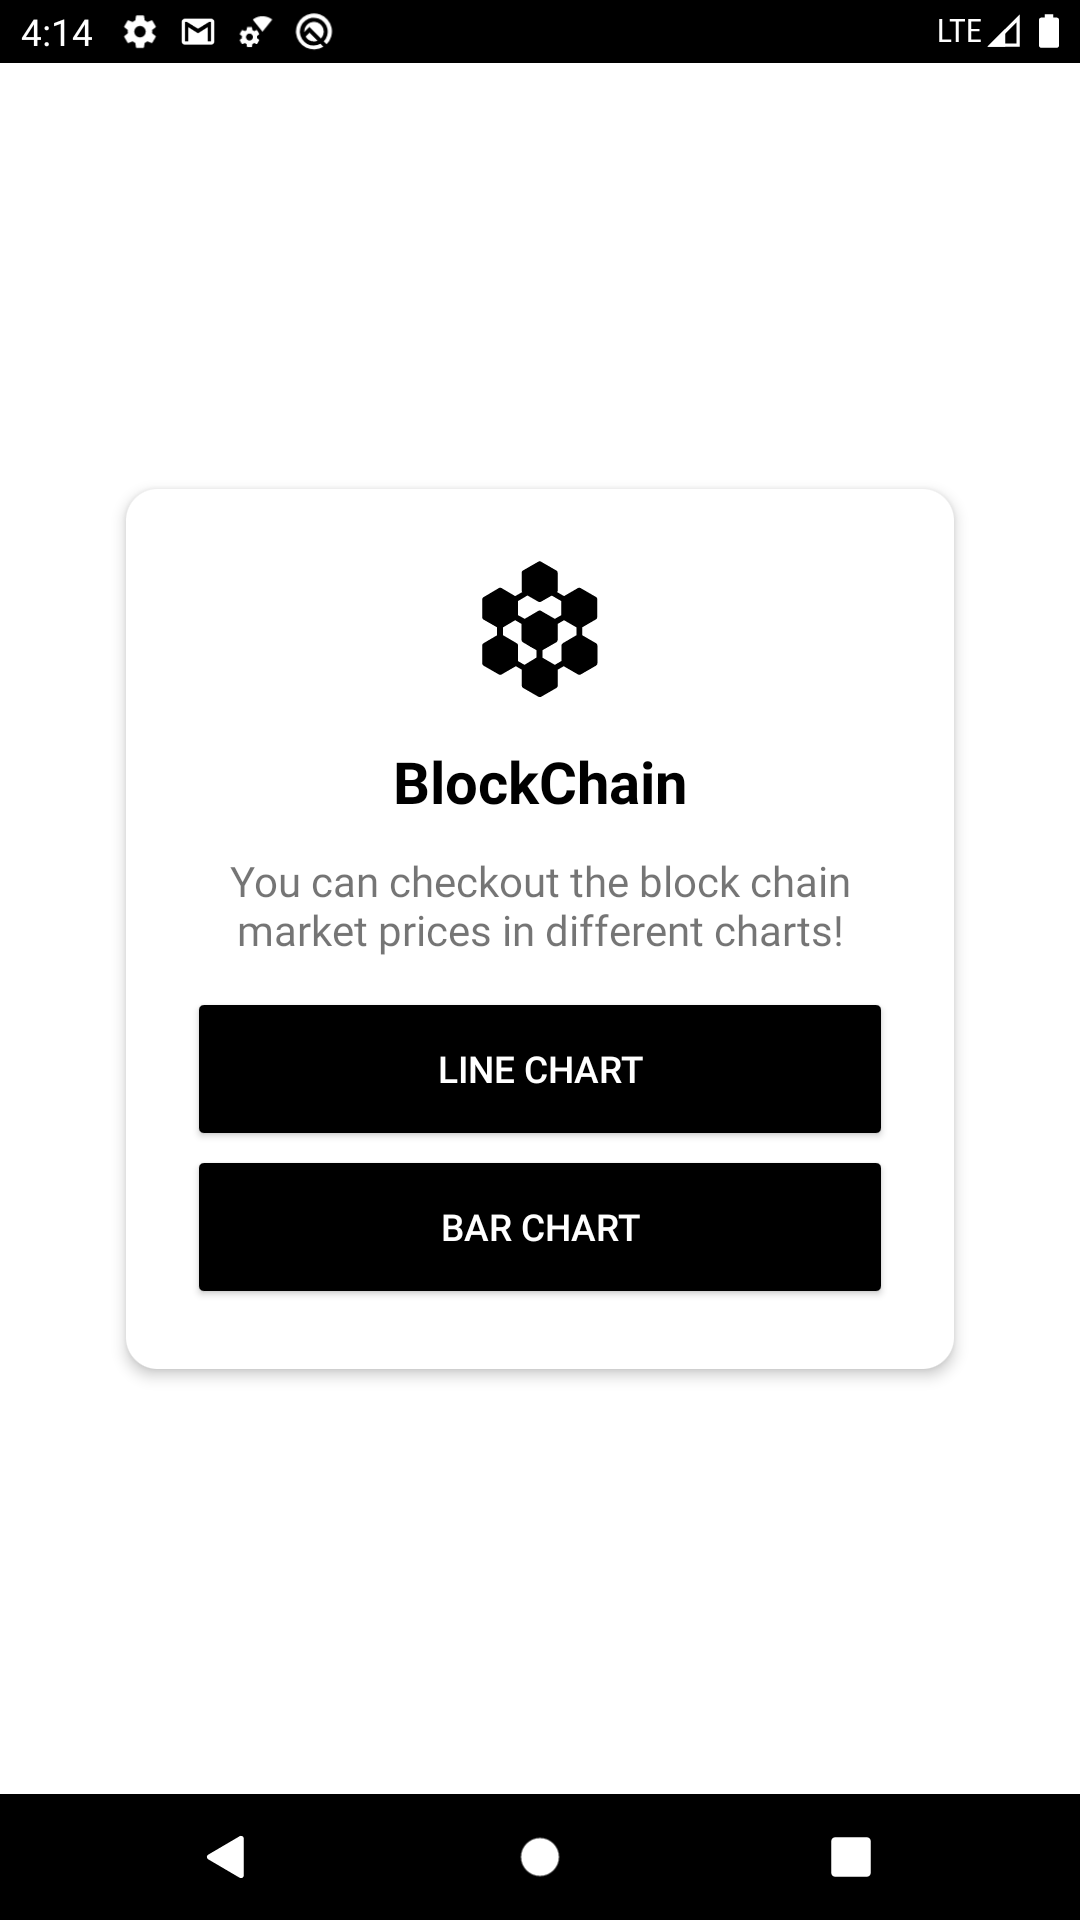 4:14 LTE
BlockChain
You can checkout the block chain
market prices in different charts!
LINE CHART
BAR CHART